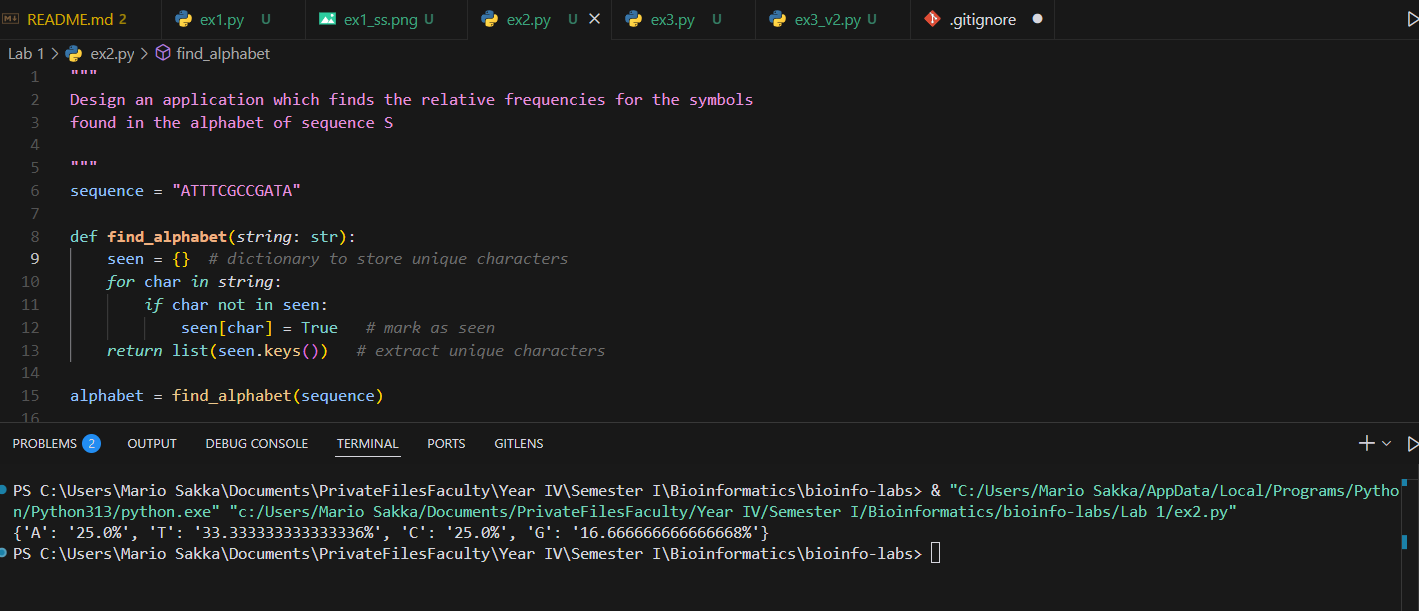 README.md 2 ex1.py U ex1_ss.png U ex2.py U ex3.py U ex3_v2.py U .gitignore
Lab 1 > ex2.py > find_alphabet
1 """
2 Design an application which finds the relative frequencies for the symbols
3 found in the alphabet of sequence S
4
5 """
6 sequence = "ATTTCGCCGATA"
7
8 def find_alphabet(string: str):
9     seen = {}  # dictionary to store unique characters
10     for char in string:
11         if char not in seen:
12             seen[char] = True   # mark as seen
13     return list(seen.keys())   # extract unique characters
14
15 alphabet = find_alphabet(sequence)
16
PROBLEMS 2 OUTPUT DEBUG CONSOLE TERMINAL PORTS GITLENS
PS C:\Users\Mario Sakka\Documents\PrivateFilesFaculty\Year IV\Semester I\Bioinformatics\bioinfo-labs> & "C:/Users/Mario Sakka/AppData/Local/Programs/Pytho
n/Python313/python.exe" "c:/Users/Mario Sakka/Documents/PrivateFilesFaculty/Year IV/Semester I/Bioinformatics/bioinfo-labs/Lab 1/ex2.py"
{'A': '25.0%', 'T': '33.333333333333336%', 'C': '25.0%', 'G': '16.666666666666668%'}
PS C:\Users\Mario Sakka\Documents\PrivateFilesFaculty\Year IV\Semester I\Bioinformatics\bioinfo-labs>